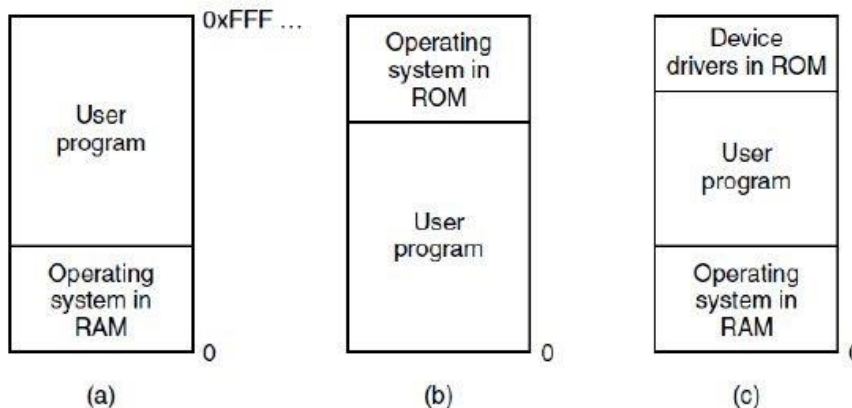 0xFFF ...
User
program
Operating
system in
RAM
0
(a)
Operating
system in
ROM
User
program
0
(b)
Device
drivers in ROM
User
program
Operating
system in
RAM
(c)